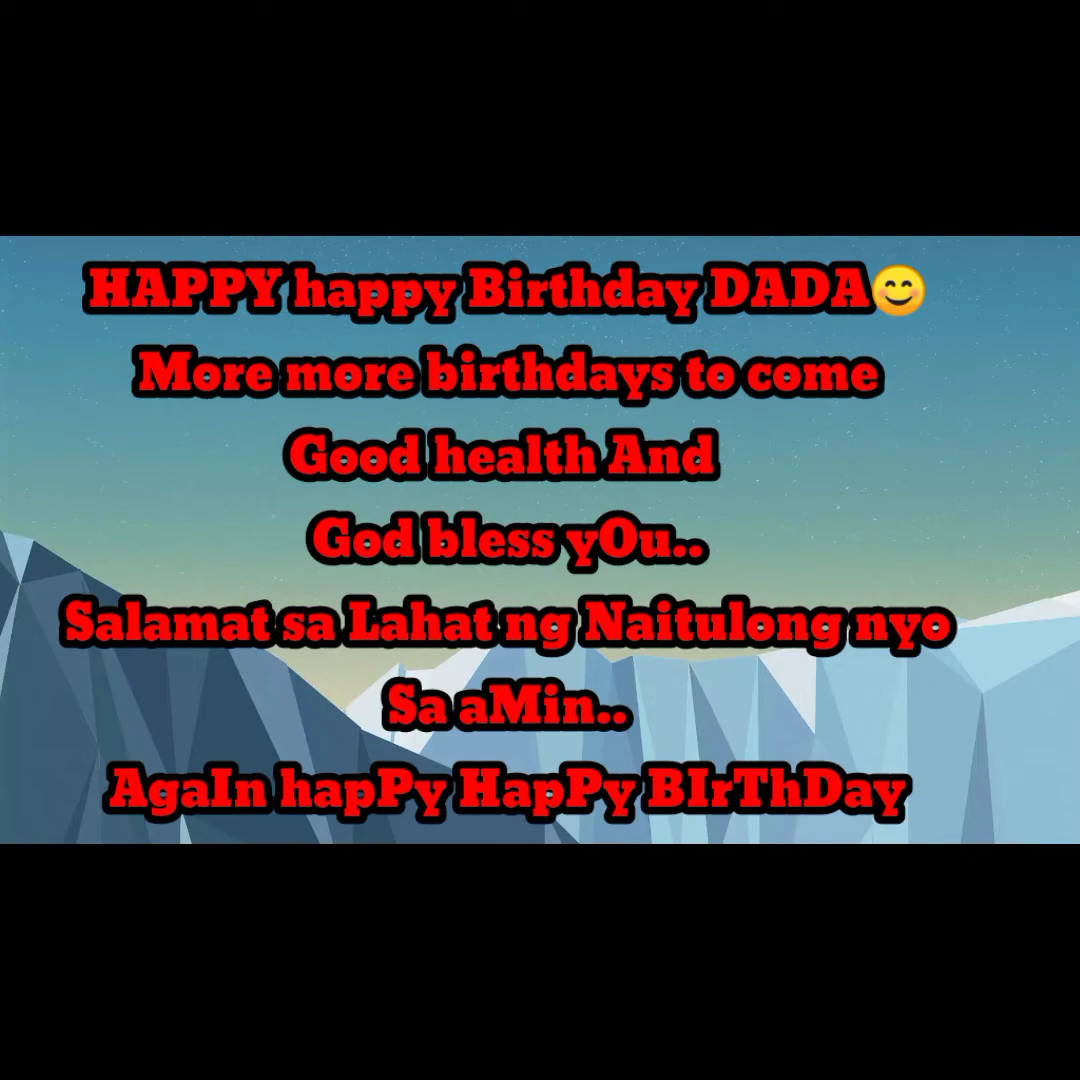 HAPPY happy Birthday DADA😊
More more birthdays to come
Good health And
God bless yOu..
Salamat sa Lahat ng Naitulong nyo
Sa aMin..
AgaIn hapPy HapPy BIrThDay